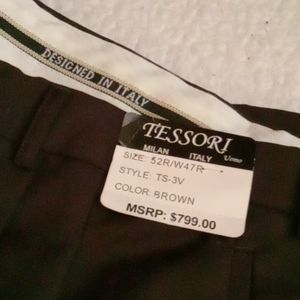 DESIGNED IN ITALY
TESSORI
MILAN ITALY Uomo
SIZE: 52R/W47R
STYLE: TS-3V
COLOR: BROWN
MSRP: $799.00